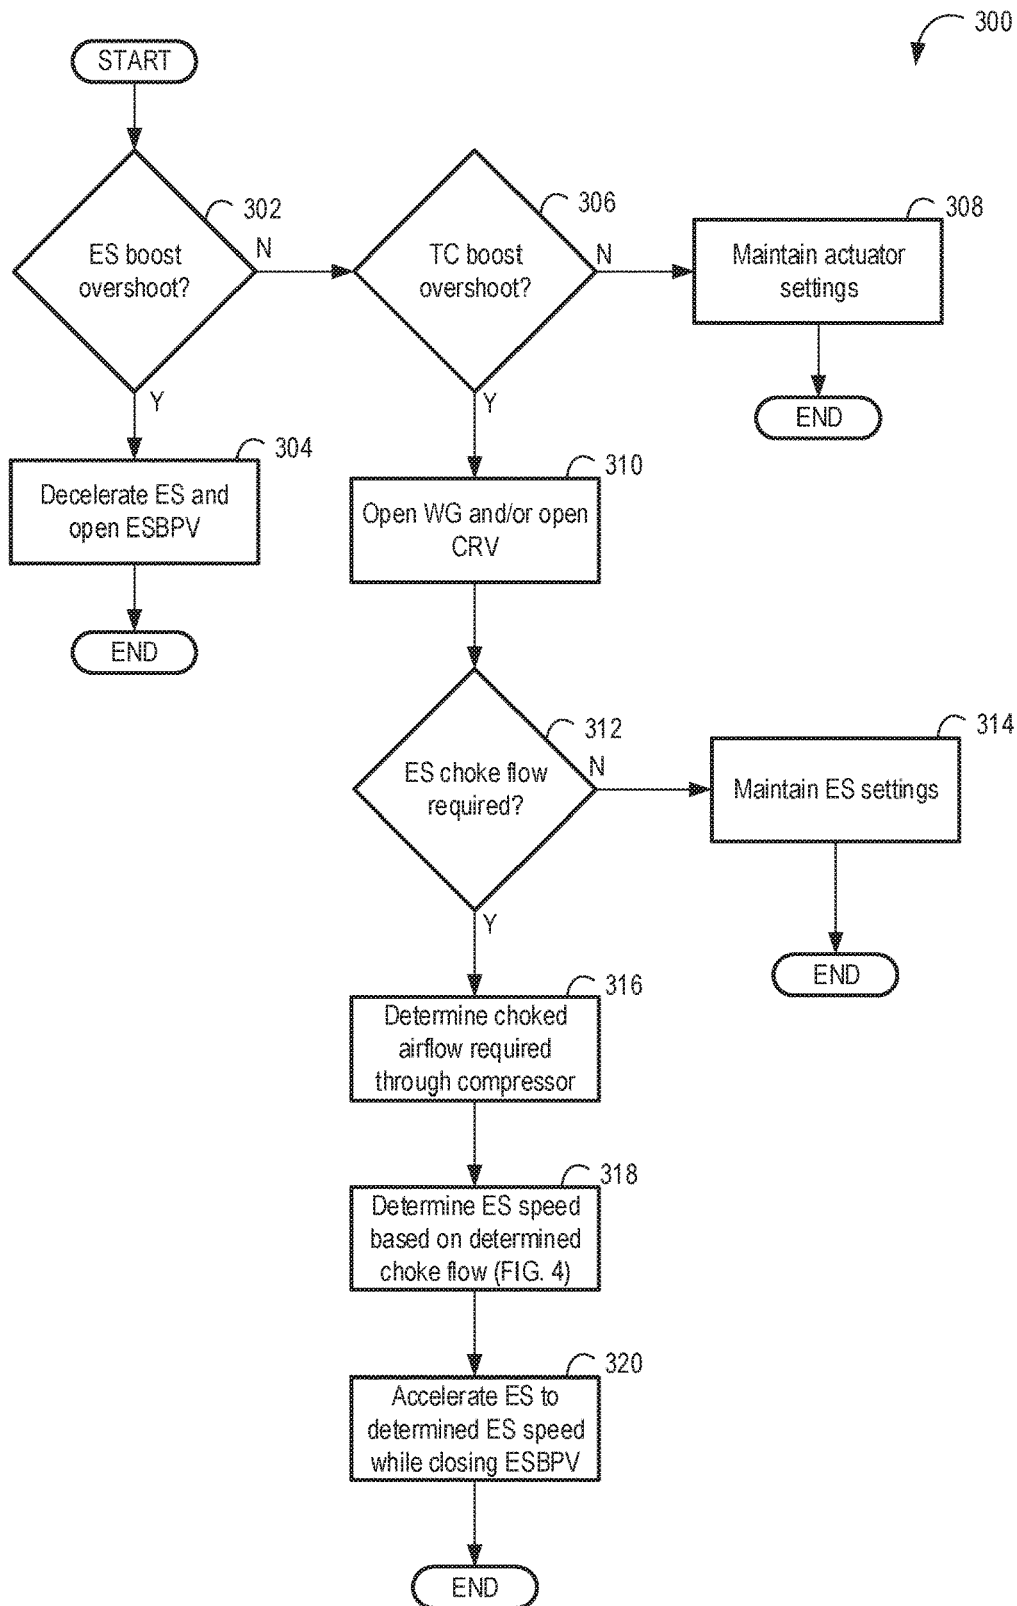 300
START
302
ES boost
overshoot?
N
Y
306
TC boost
overshoot?
N
Y
308
Maintain actuator
settings
END
304
Decelerate ES and
open ESBPV
END
310
Open WG and/or open
CRV
312
ES choke flow
required?
N
Y
314
Maintain ES settings
END
316
Determine choked
airflow required
through compressor
318
Determine ES speed
based on determined
choke flow (FIG. 4)
320
Accelerate ES to
determined ES speed
while closing ESBPV
END